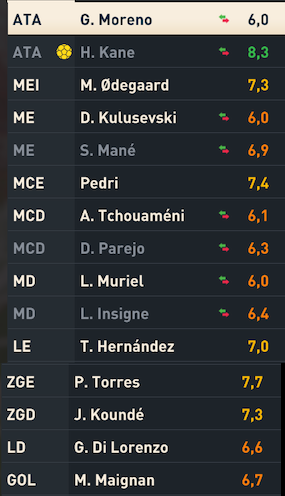 ATA G. Moreno 6,0
ATA H. Kane 8,3
MEI M. Ødegaard 7,3
ME D. Kulusevski 6,0
ME S. Mané 6,9
MCE Pedri 7,4
MCD A. Tchouaméni 6,1
MCD D. Parejo 6,3
MD L. Muriel 6,0
MD L. Insigne 6,4
LE T. Hernández 7,0
ZGE P. Torres 7,7
ZGD J. Koundé 7,3
LD G. Di Lorenzo 6,6
GOL M. Maignan 6,7